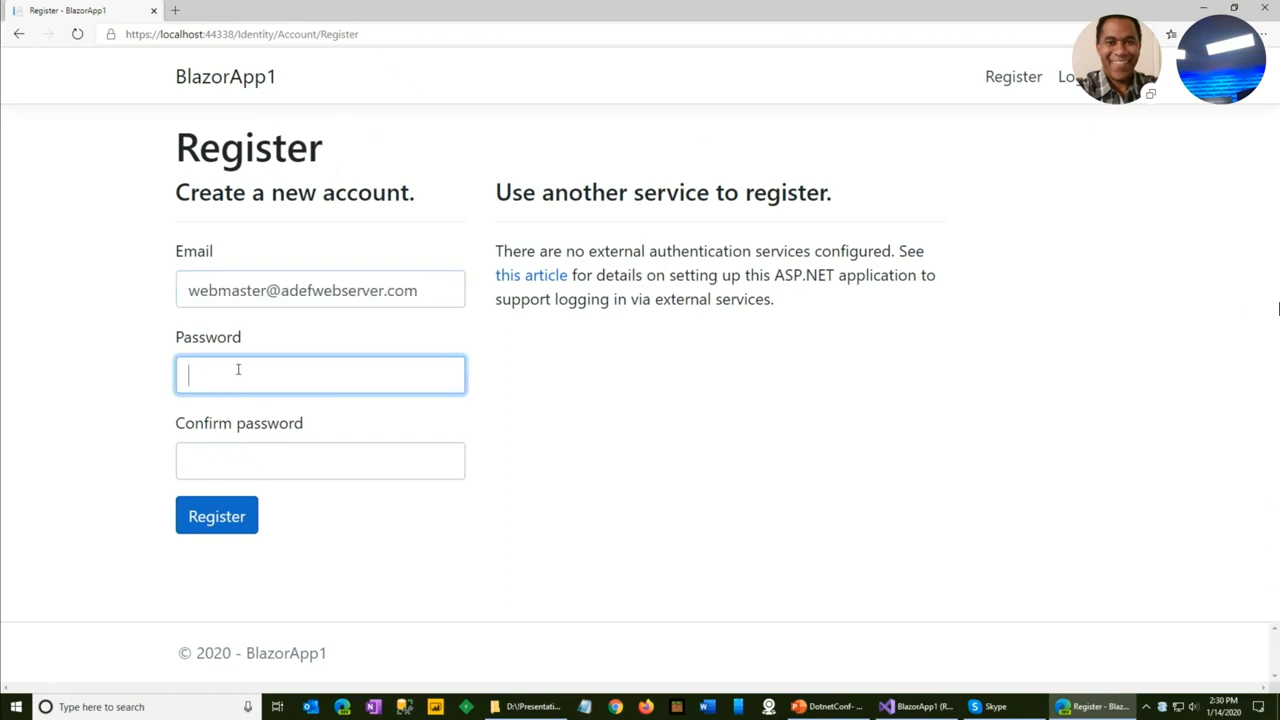 Register - BlazorApp1
https://localhost:44338/Identity/Account/Register
BlazorApp1
Register
Register
Create a new account.
Use another service to register.
Email
There are no external authentication services configured. See
this article for details on setting up this ASP.NET application to
support logging in via external services.
webmaster@adefwebserver.com
Password
Confirm password
Register
© 2020 - BlazorApp1
Type here to search
D:\!Presentati...
DotnetConf- ...
BlazorApp1 (R...
Skype
Register - Blaz...
2:30 PM
1/14/2020